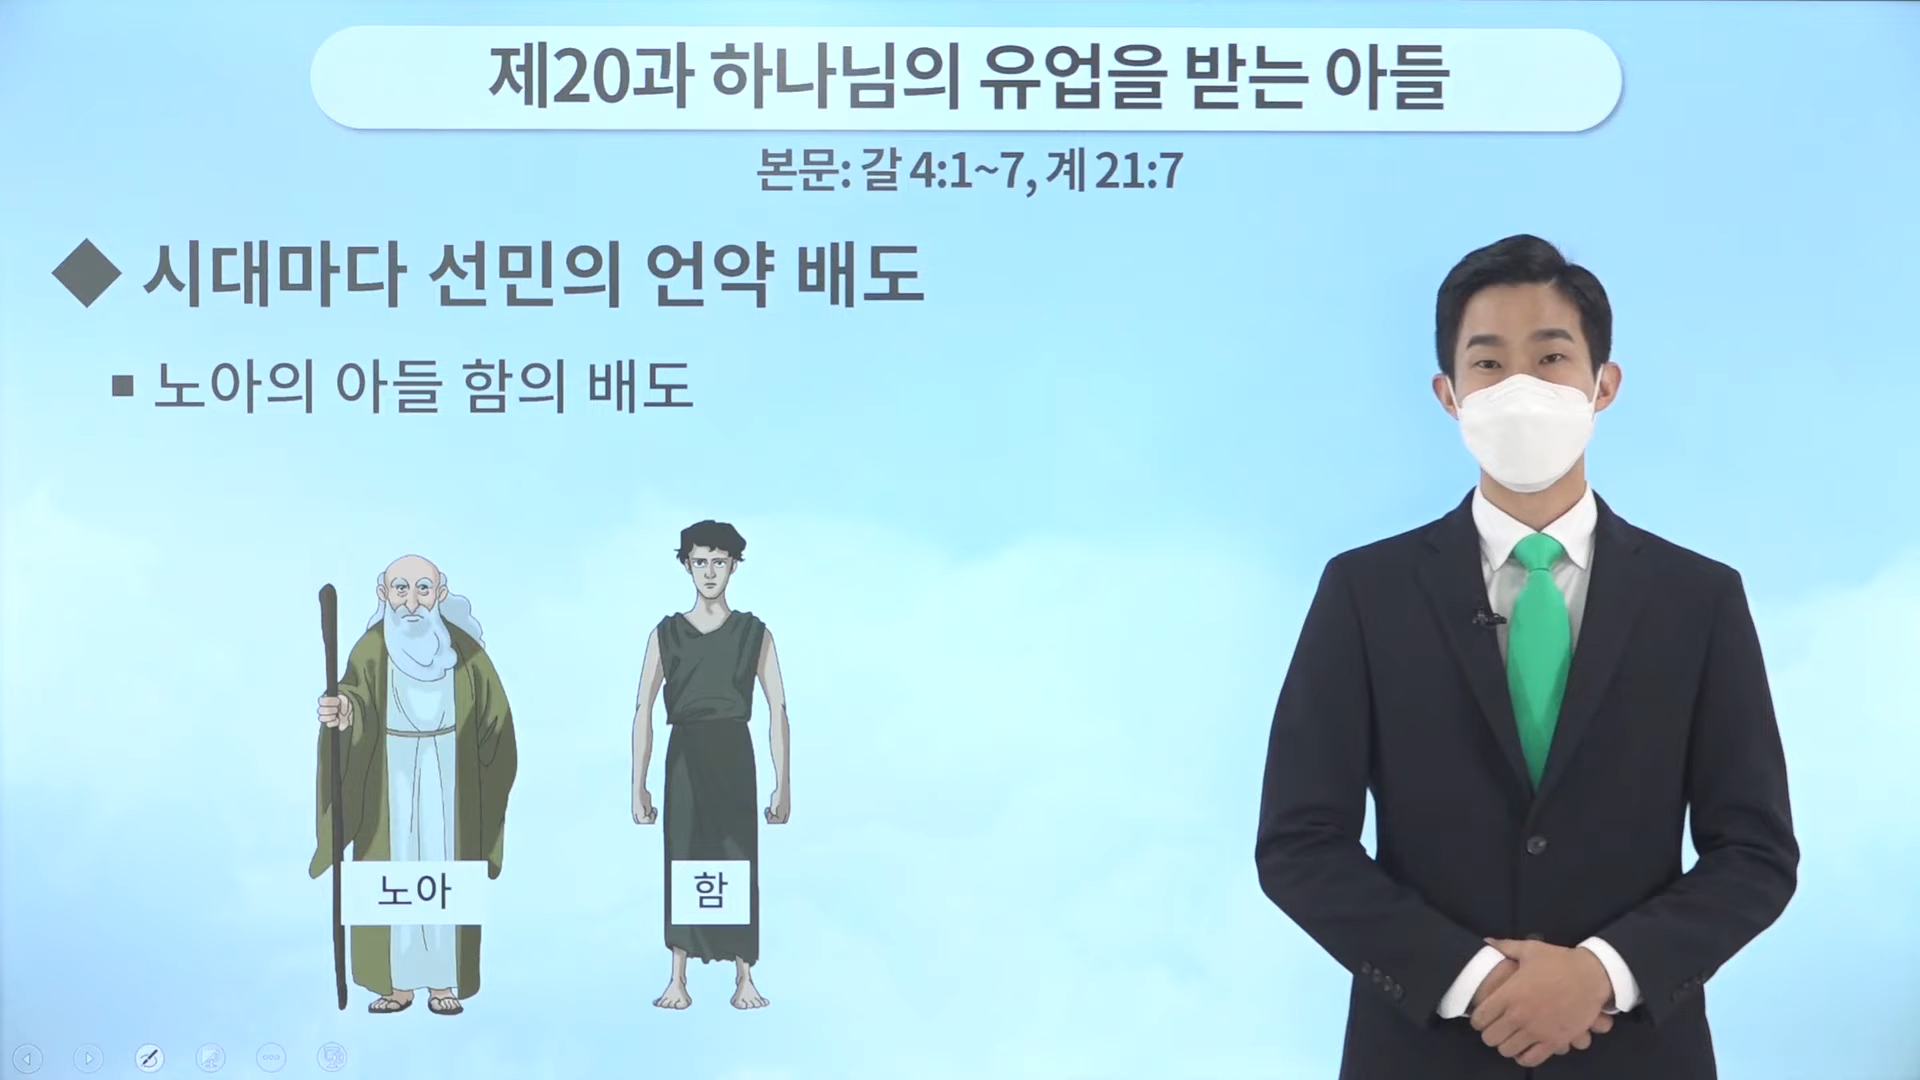 제20과 하나님의 유업을 받는 아들
본문: 갈 4:1~7, 계 21:7
◆ 시대마다 선민의 언약 배도
▪ 노아의 아들 함의 배도
노아
함